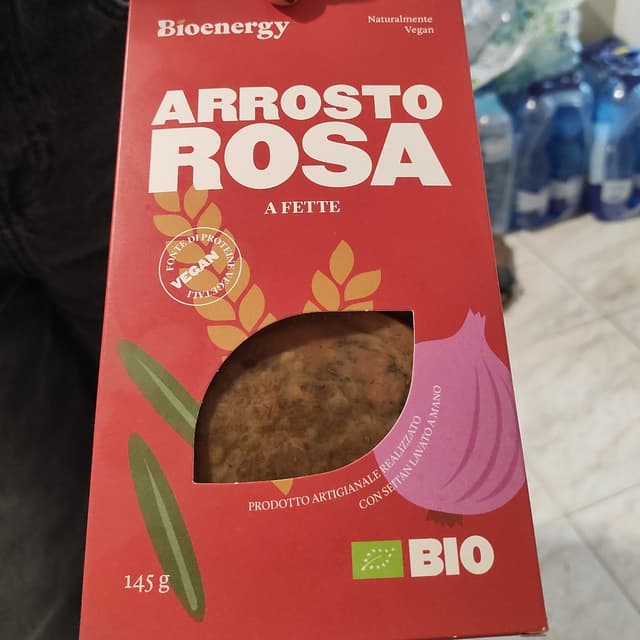 Bioenergy
Naturalmente
Vegan
ARROSTO
ROSA
A FETTE
FONTE DI PROTEINE VEGETALI
VEGAN
PRODOTTO ARTIGIANALE REALIZZATO
CON SEITAN LAVATO A MANO
145 g
BIO